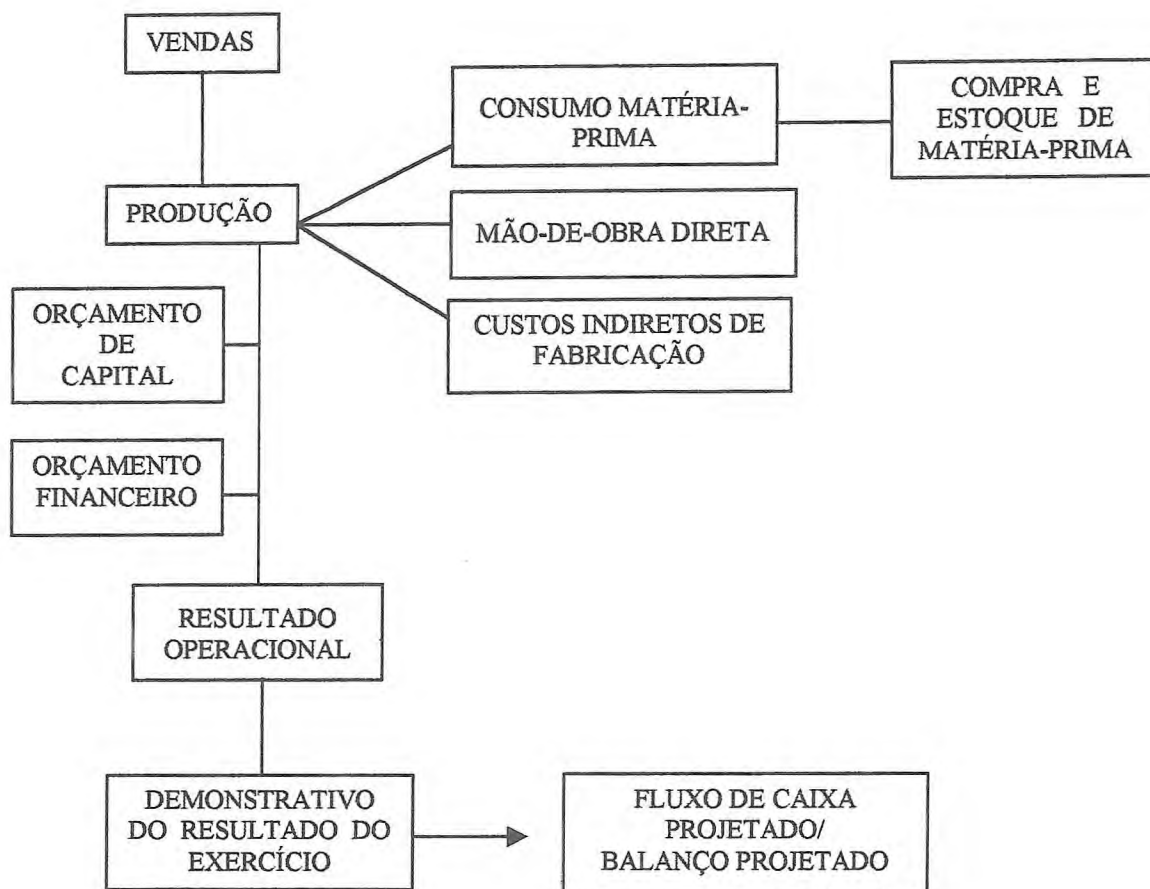 VENDAS
CONSUMO MATÉRIA-
PRIMA
COMPRA E
ESTOQUE DE
MATÉRIA-PRIMA
PRODUÇÃO
MÃO-DE-OBRA DIRETA
CUSTOS INDIRETOS DE
FABRICAÇÃO
ORÇAMENTO
DE
CAPITAL
ORÇAMENTO
FINANCEIRO
RESULTADO
OPERACIONAL
DEMONSTRATIVO
DO RESULTADO DO
EXERCÍCIO
FLUXO DE CAIXA
PROJETADO/
BALANÇO PROJETADO